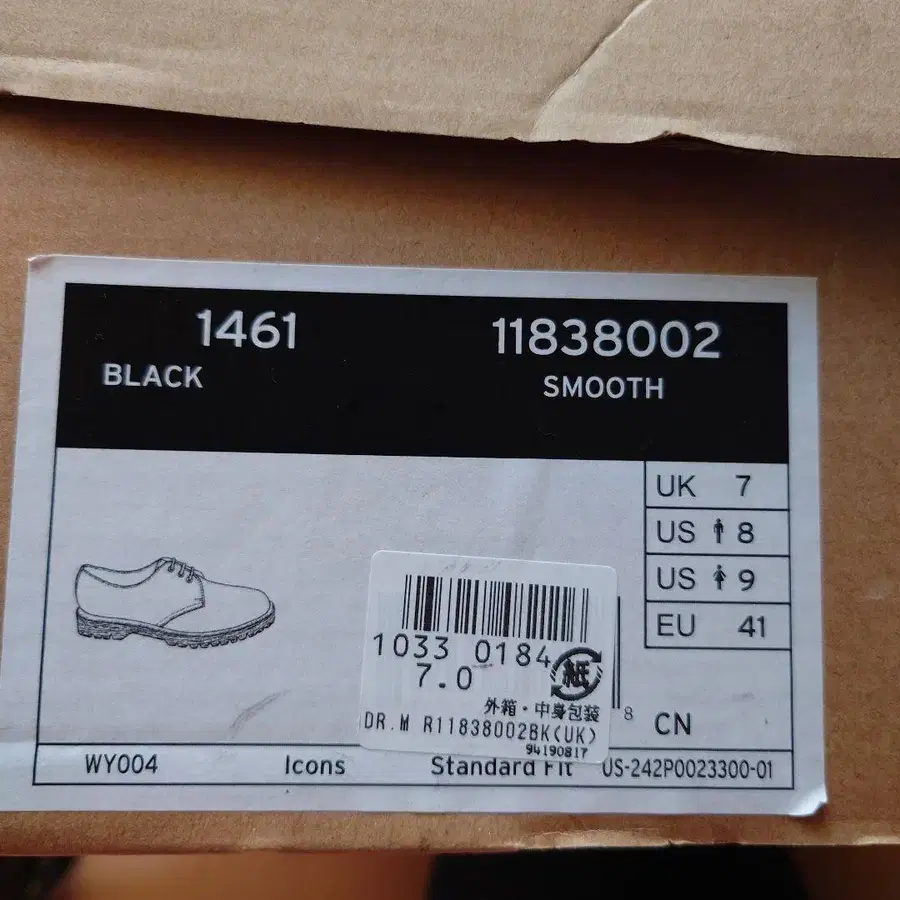 1461
11838002
BLACK
SMOOTH
UK 7
US 8
US 9
EU 41
1033 0184
7.0
紙
外箱・中身包装
DR.M R11838002BK(UK)
94190817
8
CN
WY004
Icons
Standard Fit
US-242P0023300-01